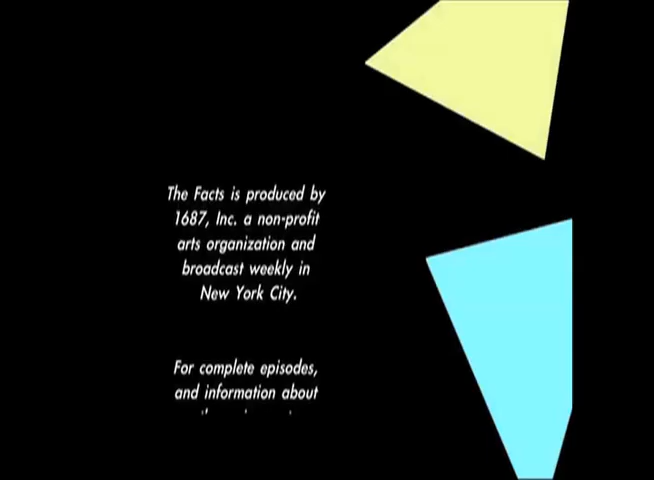 The Facts is produced by
1687, Inc. a non-profit
arts organization and
broadcast weekly in
New York City.
For complete episodes,
and information about